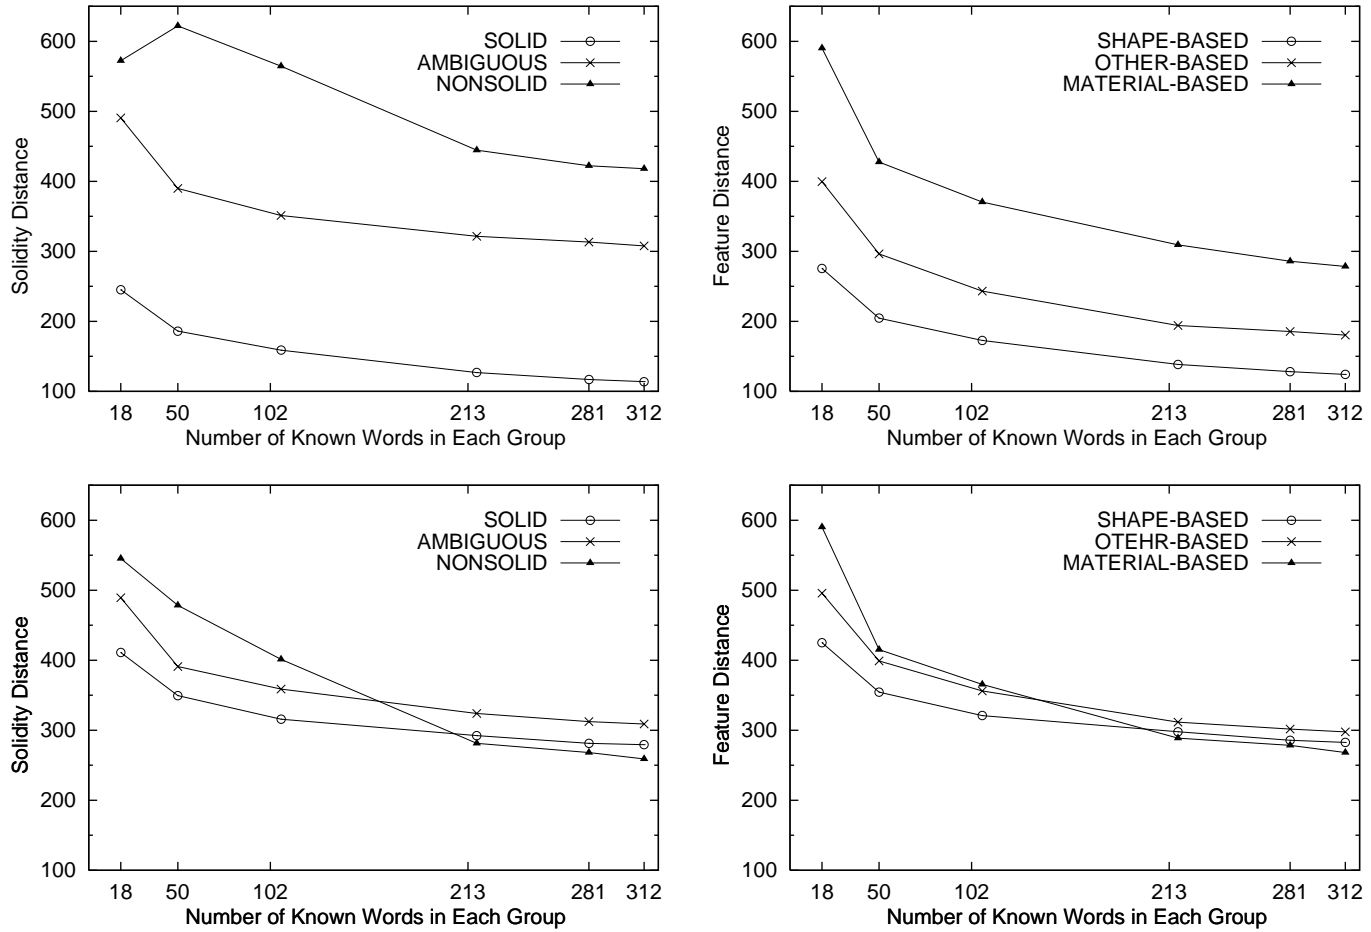 600
500
400
300
200
100
Solidity Distance
SOLID
AMBIGUOUS
NONSOLID
18 50 102 213 281 312
Number of Known Words in Each Group
600
500
400
300
200
100
Feature Distance
SHAPE-BASED
OTHER-BASED
MATERIAL-BASED
18 50 102 213 281 312
Number of Known Words in Each Group
600
500
400
300
200
100
Solidity Distance
SOLID
AMBIGUOUS
NONSOLID
18 50 102 213 281 312
Number of Known Words in Each Group
600
500
400
300
200
100
Feature Distance
SHAPE-BASED
OTEHR-BASED
MATERIAL-BASED
18 50 102 213 281 312
Number of Known Words in Each Group